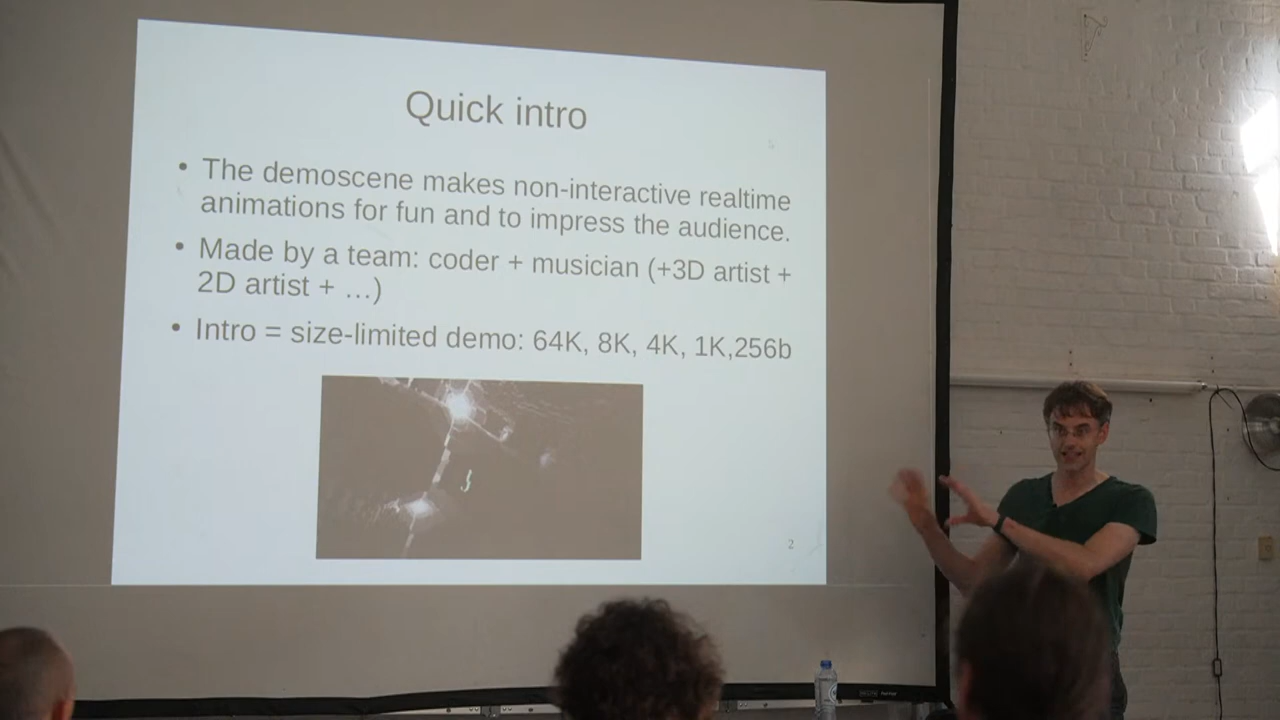 Quick intro
• The demoscene makes non-interactive realtime
animations for fun and to impress the audience.
• Made by a team: coder + musician (+3D artist +
2D artist + …)
• Intro = size-limited demo: 64K, 8K, 4K, 1K,256b
2